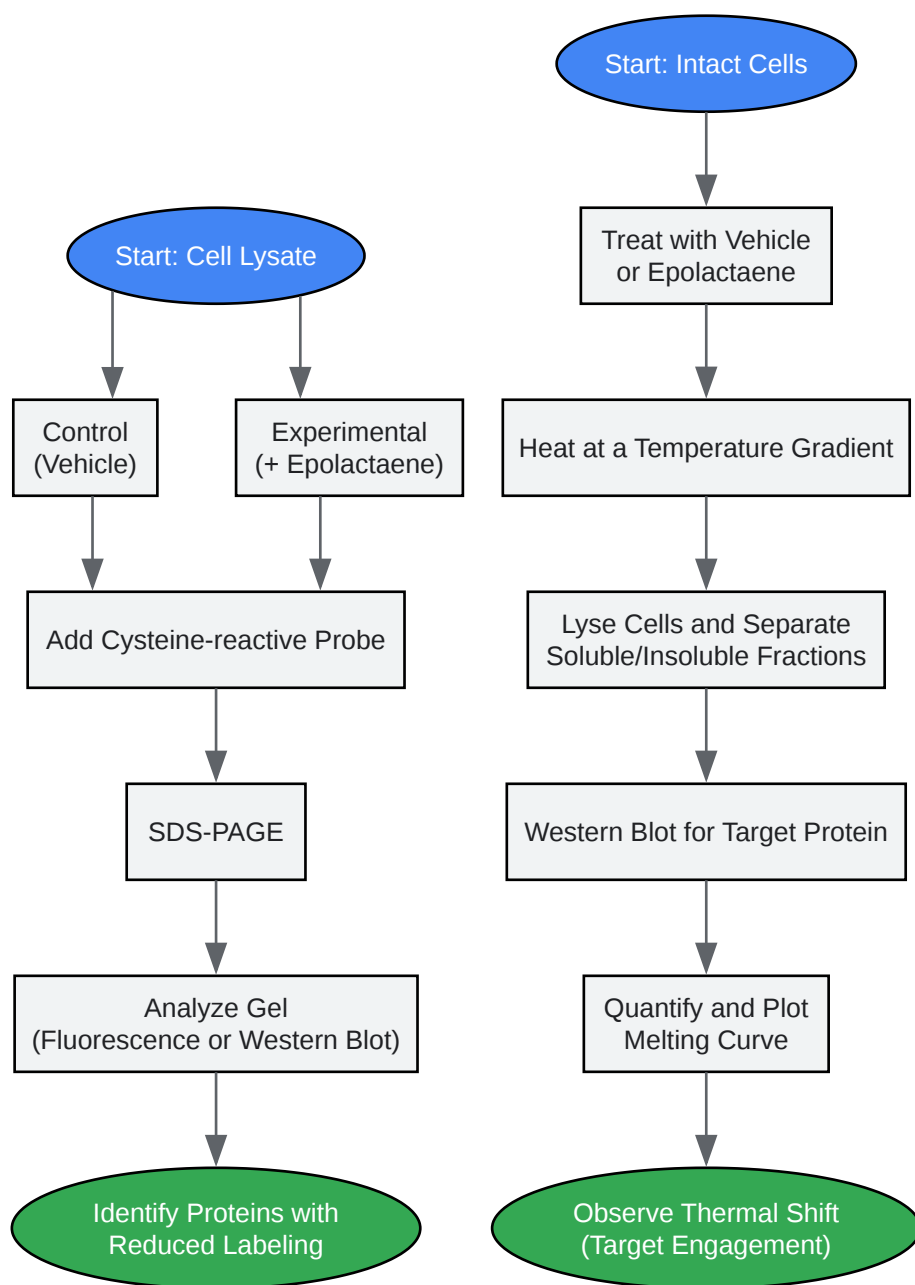 Start: Cell Lysate
Control
(Vehicle)
Experimental
(+ Epolactaene)
Add Cysteine-reactive Probe
SDS-PAGE
Analyze Gel
(Fluorescence or Western Blot)
Identify Proteins with
Reduced Labeling
Start: Intact Cells
Treat with Vehicle
or Epolactaene
Heat at a Temperature Gradient
Lyse Cells and Separate
Soluble/Insoluble Fractions
Western Blot for Target Protein
Quantify and Plot
Melting Curve
Observe Thermal Shift
(Target Engagement)